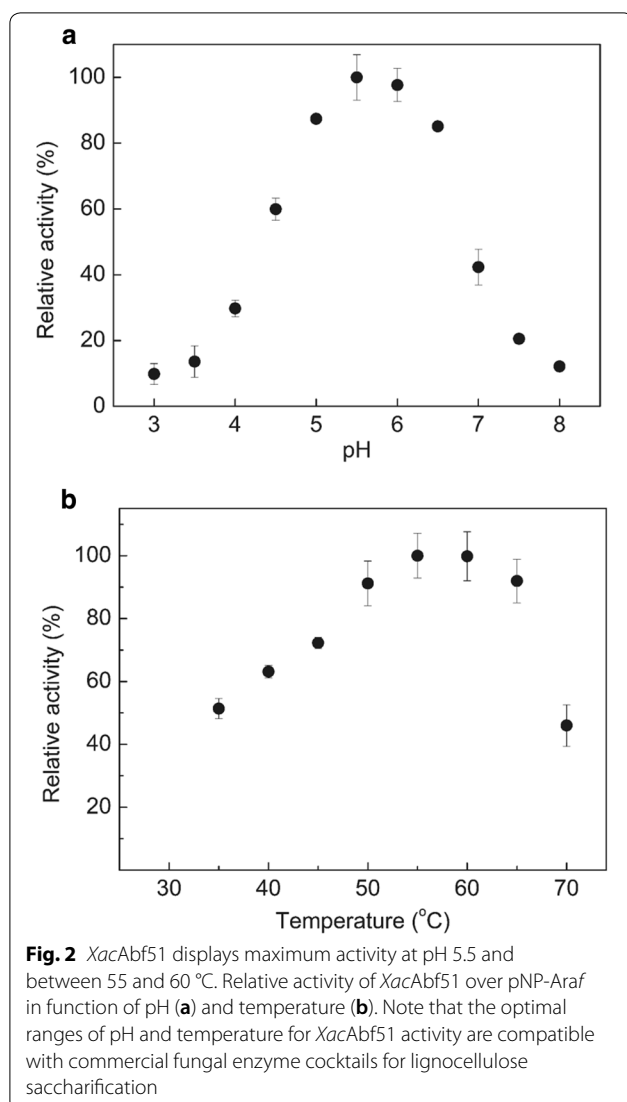 a
Relative activity (%)
100
80
60
40
20
0
3 4 5 6 7 8
pH
b
Relative activity (%)
100
80
60
40
20
30 40 50 60 70
Temperature (°C)
Fig. 2 XacAbf51 displays maximum activity at pH 5.5 and
between 55 and 60 °C. Relative activity of XacAbf51 over pNP-Araf
in function of pH (a) and temperature (b). Note that the optimal
ranges of pH and temperature for XacAbf51 activity are compatible
with commercial fungal enzyme cocktails for lignocellulose
saccharification